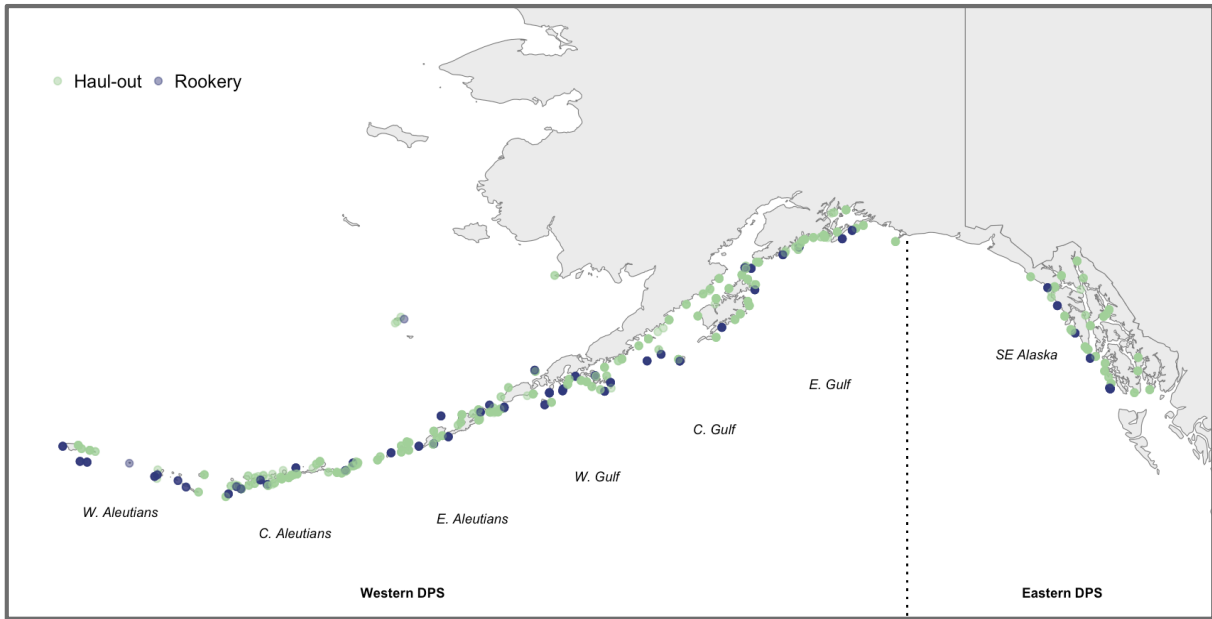 Haul-out Rookery
SE Alaska
E. Gulf
C. Gulf
W. Gulf
W. Aleutians
E. Aleutians
C. Aleutians
Western DPS
Eastern DPS